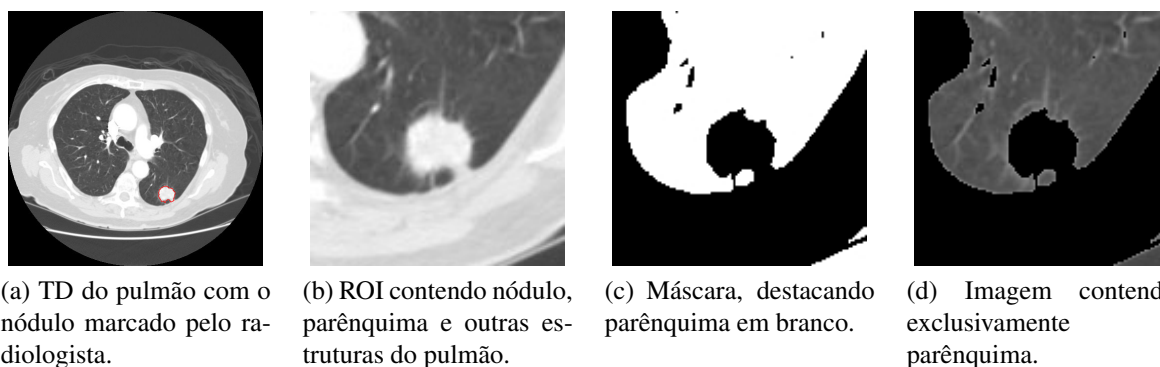 (a) TD do pulmão com o
nódulo marcado pelo ra-
diologista.
(b) ROI contendo nódulo,
parênquima e outras es-
truturas do pulmão.
(c) Máscara, destacando
parênquima em branco.
(d) Imagem contend
exclusivamente
parênquima.